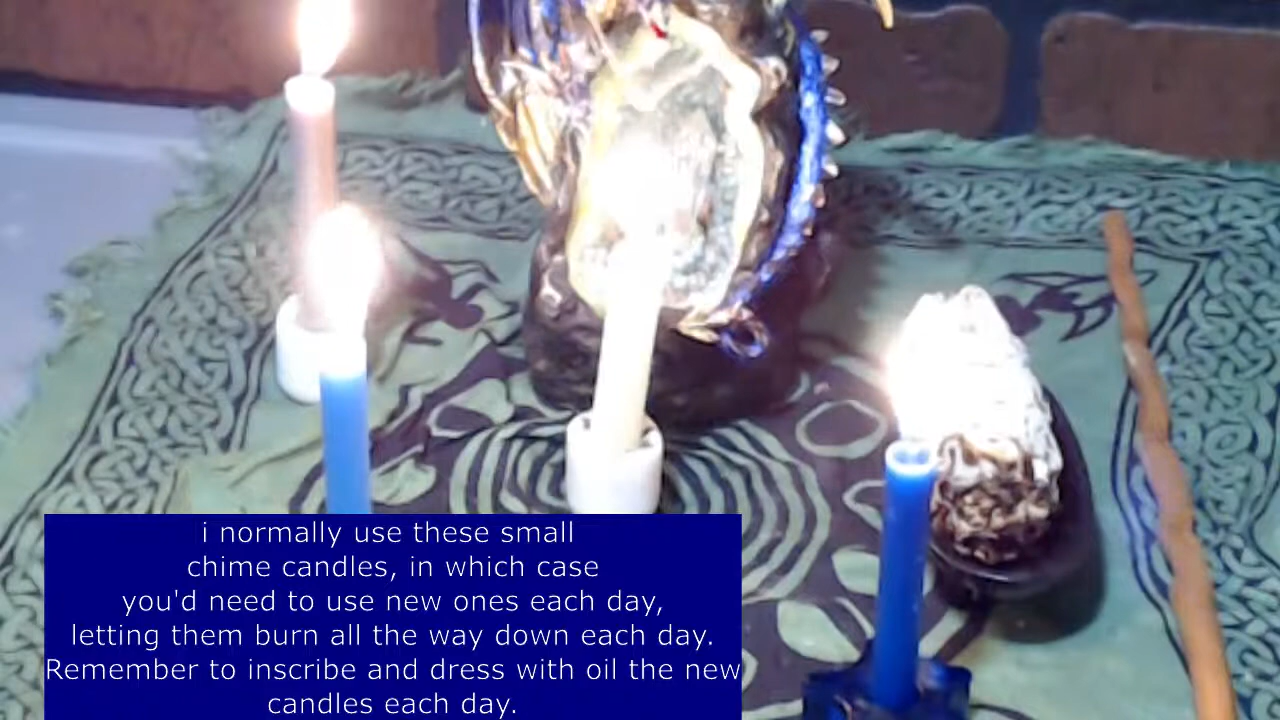 i normally use these small
chime candles, in which case
you'd need to use new ones each day,
letting them burn all the way down each day.
Remember to inscribe and dress with oil the new
candles each day.